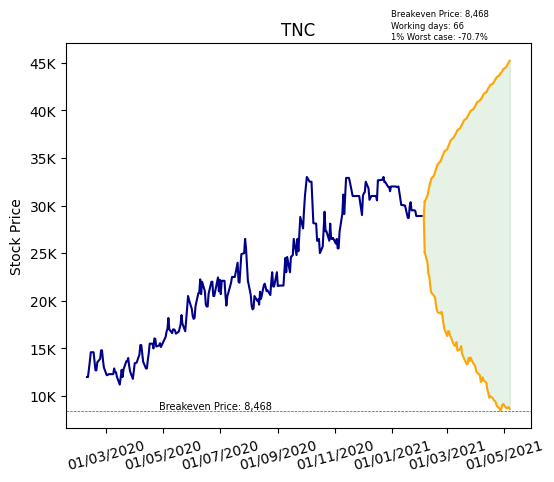 Breakeven Price: 8,468
Working days: 66
1% Worst case: -70.7%
TNC
Stock Price
45K
40K
35K
30K
25K
20K
15K
10K
Breakeven Price: 8,468
01/03/2020
01/05/2020
01/07/2020
01/09/2020
01/11/2020
01/01/2021
01/03/2021
01/05/2021